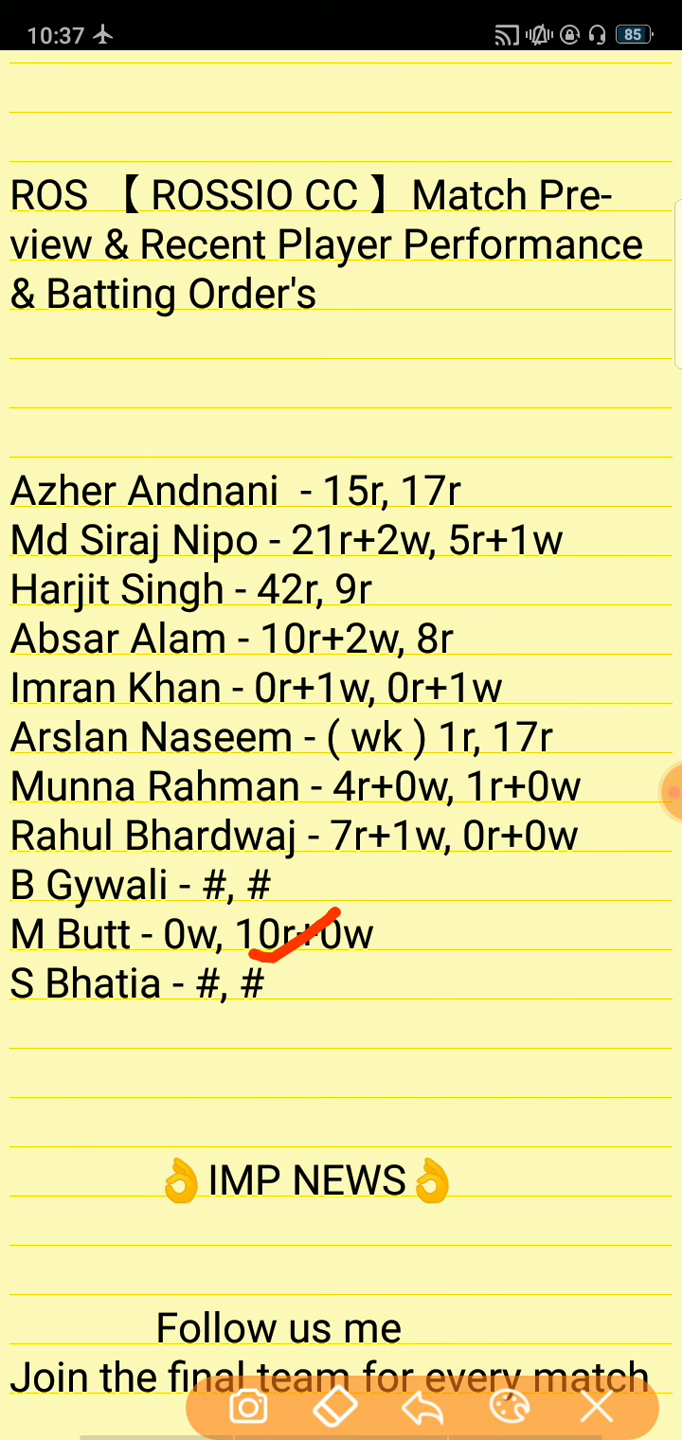 10:37
85
ROS 【 ROSSIO CC 】 Match Pre-
view & Recent Player Performance
& Batting Order's
Azher Andnani - 15r, 17r
Md Siraj Nipo - 21r+2w, 5r+1w
Harjit Singh - 42r, 9r
Absar Alam - 10r+2w, 8r
Imran Khan - 0r+1w, 0r+1w
Arslan Naseem - ( wk ) 1r, 17r
Munna Rahman - 4r+0w, 1r+0w
Rahul Bhardwaj - 7r+1w, 0r+0w
B Gywali - #, #
M Butt - 0w, 10r+0w
S Bhatia - #, #
👌IMP NEWS👌
Follow us me
Join the final team for every match